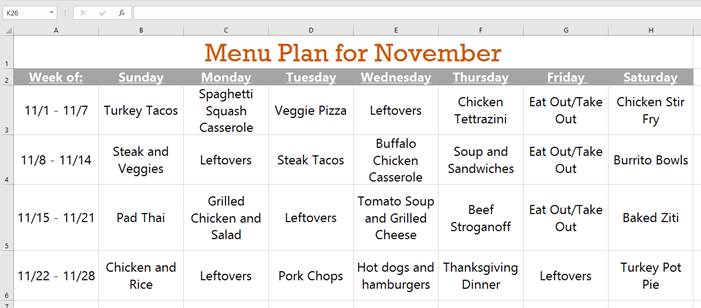 K26
fx
A B C D E F G H
1 Menu Plan for November
2 Week of: Sunday Monday Tuesday Wednesday Thursday Friday Saturday
3 11/1 - 11/7 Turkey Tacos Spaghetti Squash Casserole Veggie Pizza Leftovers Chicken Tettrazini Eat Out/Take Out Chicken Stir Fry
4 11/8 - 11/14 Steak and Veggies Leftovers Steak Tacos Buffalo Chicken Casserole Soup and Sandwiches Eat Out/Take Out Burrito Bowls
5 11/15 - 11/21 Pad Thai Grilled Chicken and Salad Leftovers Tomato Soup and Grilled Cheese Beef Stroganoff Eat Out/Take Out Baked Ziti
6 11/22 - 11/28 Chicken and Rice Leftovers Pork Chops Hot dogs and hamburgers Thanksgiving Dinner Leftovers Turkey Pot Pie